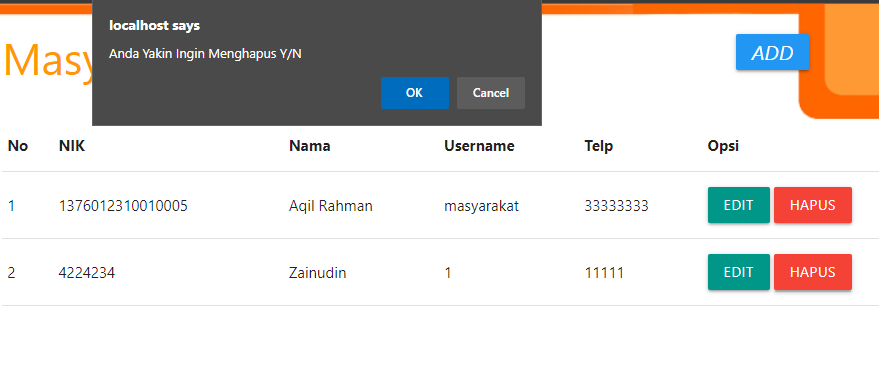 localhost says
Anda Yakin Ingin Menghapus Y/N
OK Cancel
Masy
ADD
No NIK Nama Username Telp Opsi
1 1376012310010005 Aqil Rahman masyarakat 33333333 EDIT HAPUS
2 4224234 Zainudin 1 11111 EDIT HAPUS